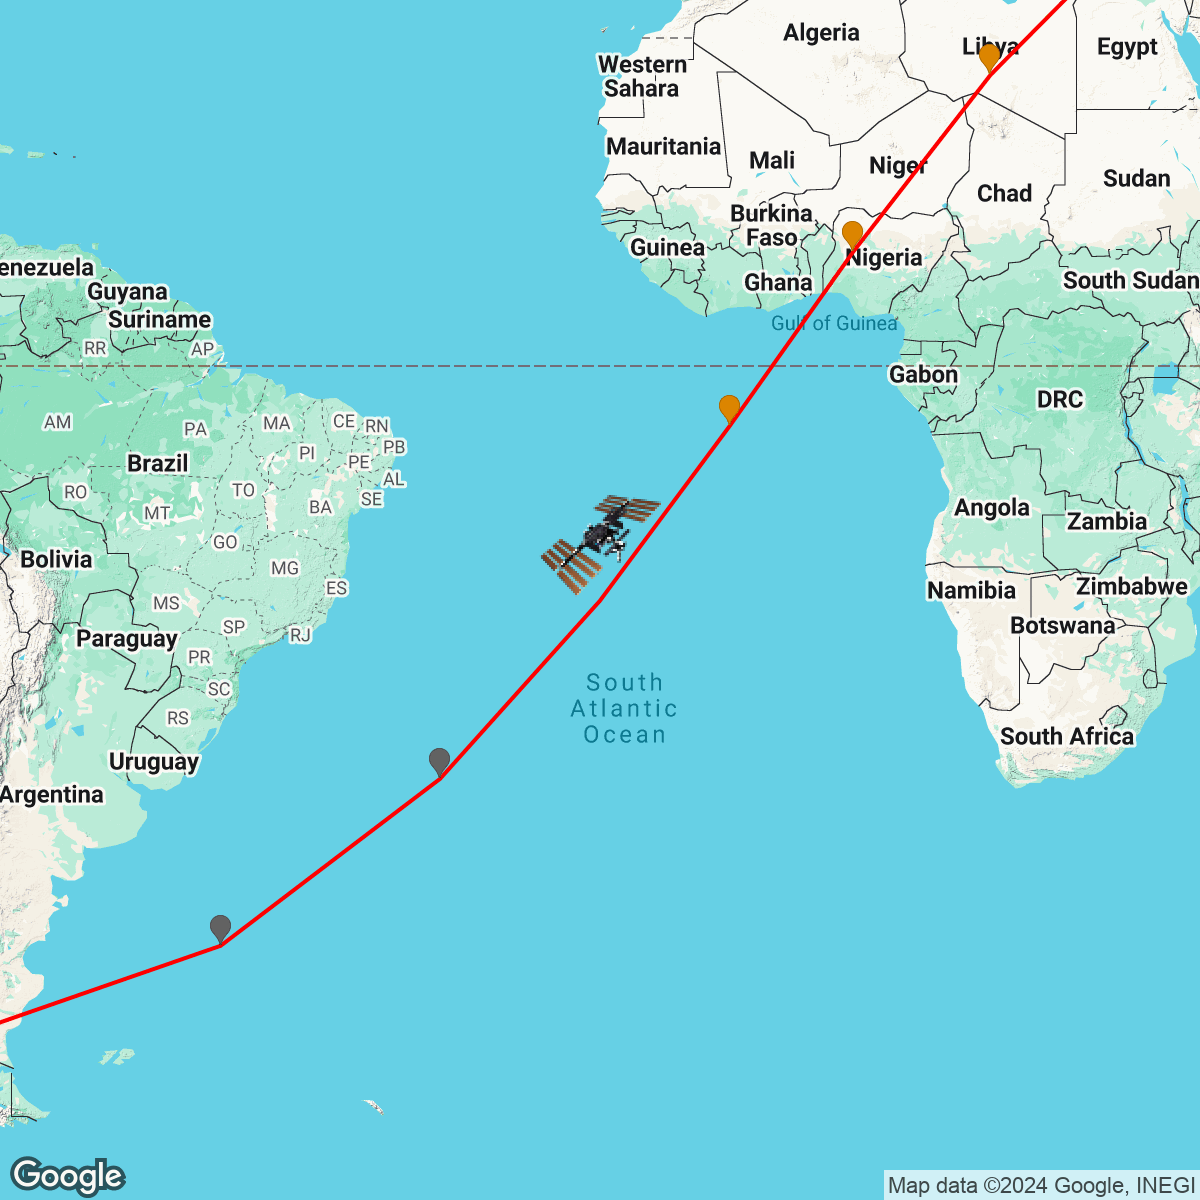 Algeria
Libya
Egypt
Western
Sahara
Mauritania
Mali
Niger
Chad
Sudan
Burkina
Faso
Guinea
Ghana
Nigeria
South Sudan
enezuela
Guyana
Suriname
Gulf of Guinea
RR
AP
Gabon
DRC
AM
PA
MA
CE
RN
PB
PI
PE
AL
SE
Brazil
RO
TO
MT
BA
GO
Angola
Zambia
Bolivia
MG
ES
Namibia
Zimbabwe
MS
SP
RJ
Botswana
Paraguay
PR
SC
RS
South
Atlantic
Ocean
South Africa
Uruguay
Argentina
Google
Map data ©2024 Google, INEGI